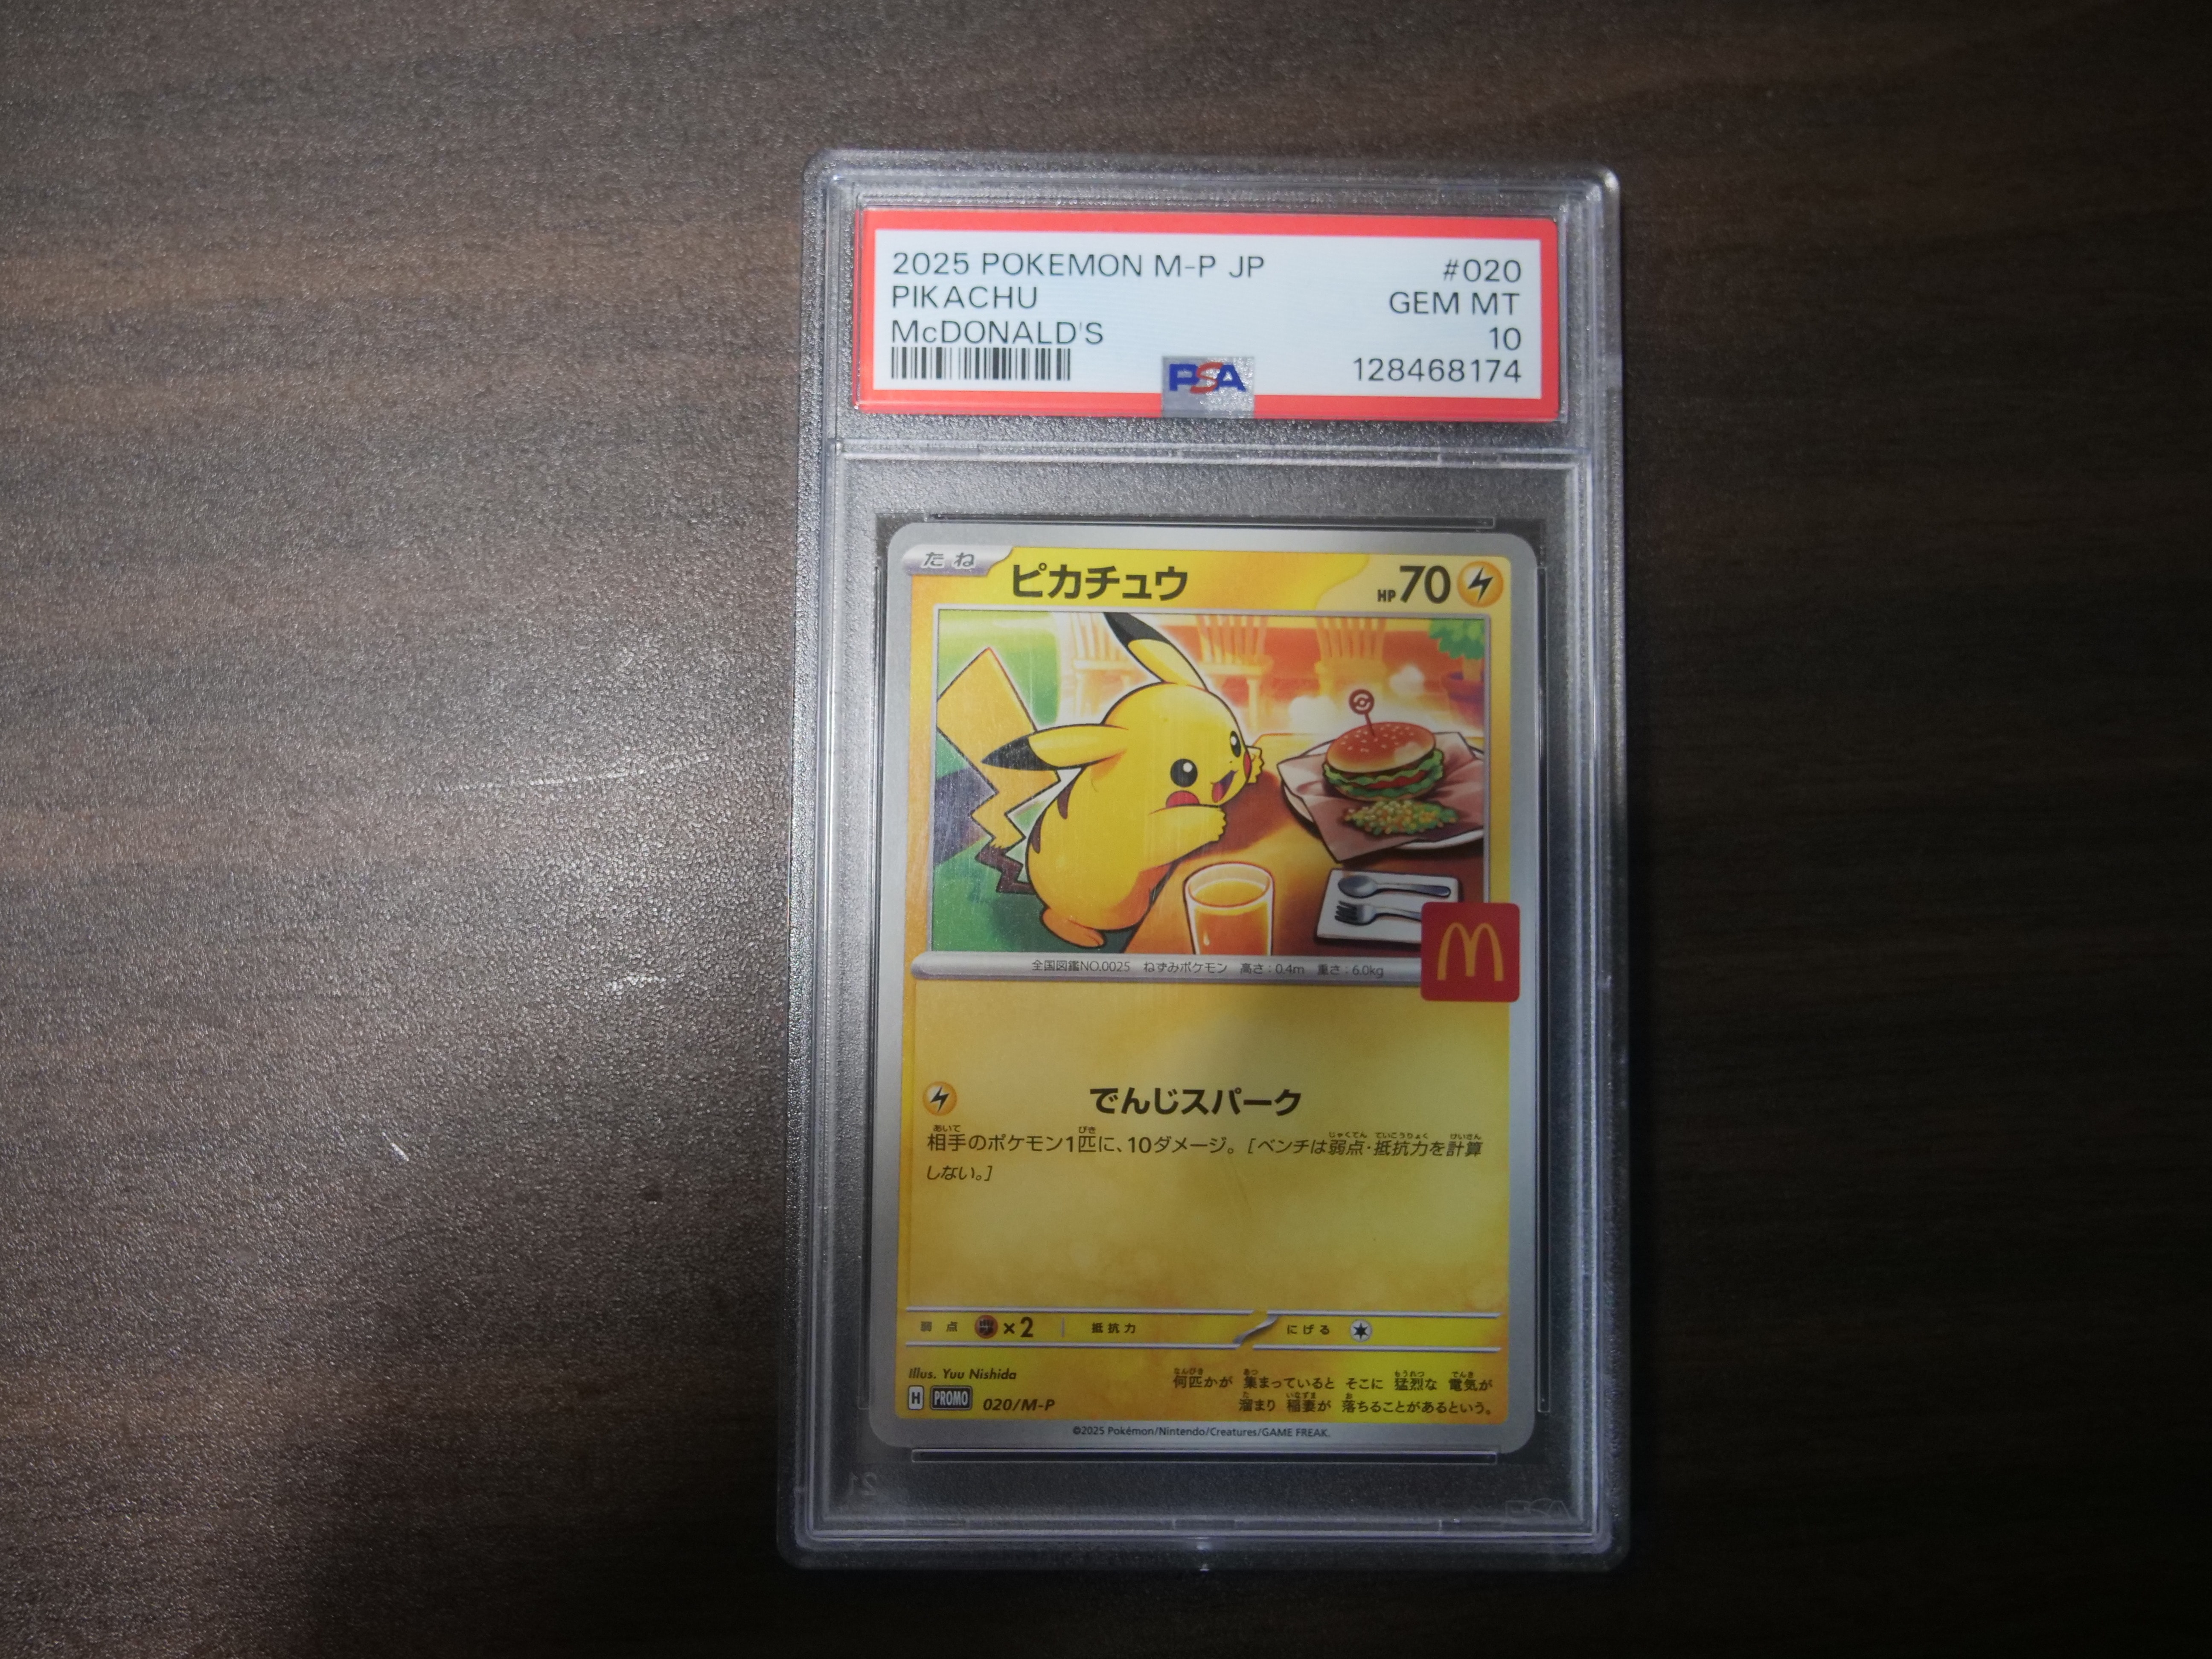 2025 POKEMON M-P JP #020
PIKACHU GEM MT
McDONALD'S 10
PSA 128468174
たね ピカチュウ HP70
全国図鑑NO.0025 ねずみポケモン 高さ:0.4m 重さ:6.0kg
でんじスパーク
相手のポケモン1匹に、10ダメージ。[ベンチは弱点・抵抗力を計算
しない。]
弱点 ×2 抵抗力 にげる
Illus. Yuu Nishida
何匹かが 集まっていると そこに 猛烈な 電気が
溜まり 稲妻が 落ちることがあるという。
H PROMO 020/M-P
©2025 Pokémon/Nintendo/Creatures/GAME FREAK.